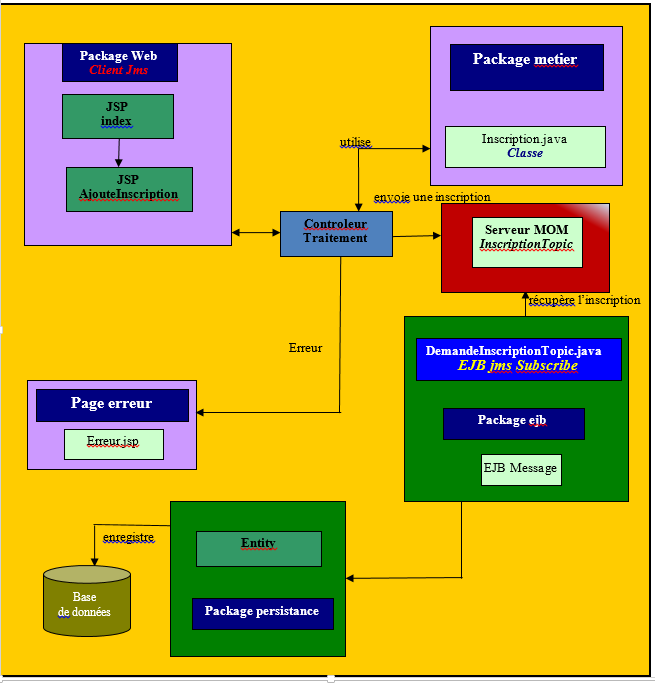 Package Web
Client Jms
JSP
index
JSP
AjouteInscription
Package metier
Inscription.java
Classe
utilise
envoie une inscription
Controleur
Traitement
Serveur MOM
InscriptionTopic
récupère l’inscription
Erreur
DemandeInscriptionTopic.java
EJB jms Subscribe
Package ejb
EJB Message
Page erreur
Erreur.jsp
enregistre
Entity
Package persistance
Base
de données